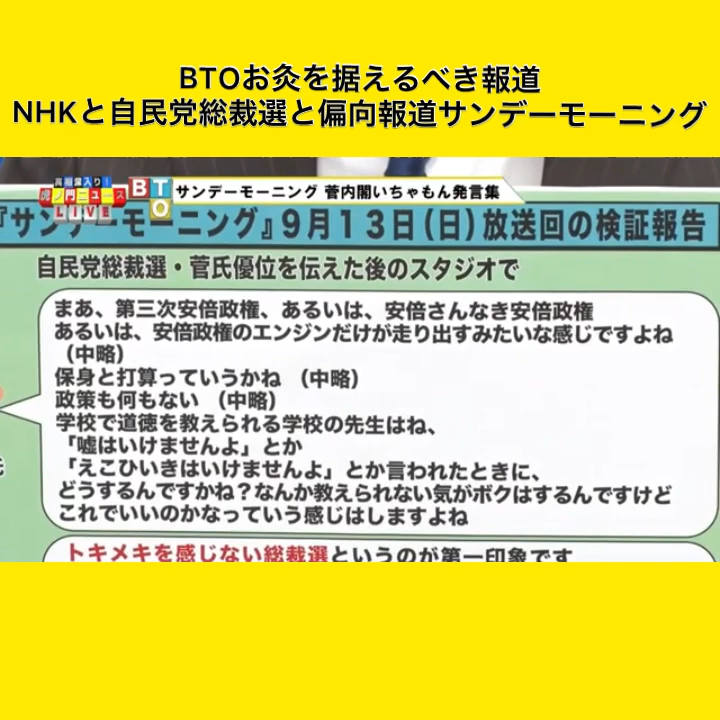 BTOお灸を据えるべき報道
NHKと自民党総裁選と偏向報道サンデーモーニング
真相深入り!
虎ノ門ニュース
LIVE
BTO
サンデーモーニング 菅内閣いちゃもん発言集
『サンデーモーニング』9月13日(日)放送回の検証報告
自民党総裁選・菅氏優位を伝えた後のスタジオで
まあ、第三次安倍政権、あるいは、安倍さんなき安倍政権
あるいは、安倍政権のエンジンだけが走り出すみたいな感じですよね
(中略)
保身と打算っていうかね (中略)
政策も何もない (中略)
学校で道徳を教えられる学校の先生はね、
「嘘はいけませんよ」とか
「えこひいきはいけませんよ」とか言われたときに、
どうするんですかね?なんか教えられない気がボクはするんですけど
これでいいのかなっていう感じはしますよね
トキメキを感じない総裁選というのが第一印象です